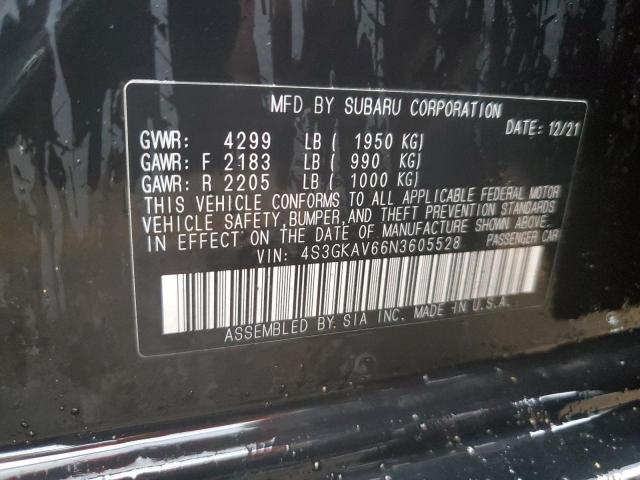 MFD BY SUBARU CORPORATION
DATE: 12/21
GVWR: 4299 LB ( 1950 KG)
GAWR: F 2183 LB ( 990 KG)
GAWR: R 2205 LB ( 1000 KG)
THIS VEHICLE CONFORMS TO ALL APPLICABLE FEDERAL MOTOR
VEHICLE SAFETY, BUMPER, AND THEFT PREVENTION STANDARDS
IN EFFECT ON THE DATE OF MANUFACTURE SHOWN ABOVE.
VIN: 4S3GKAV66N3605528 PASSENGER CAR
ASSEMBLED BY SIA INC. MADE IN U.S.A.